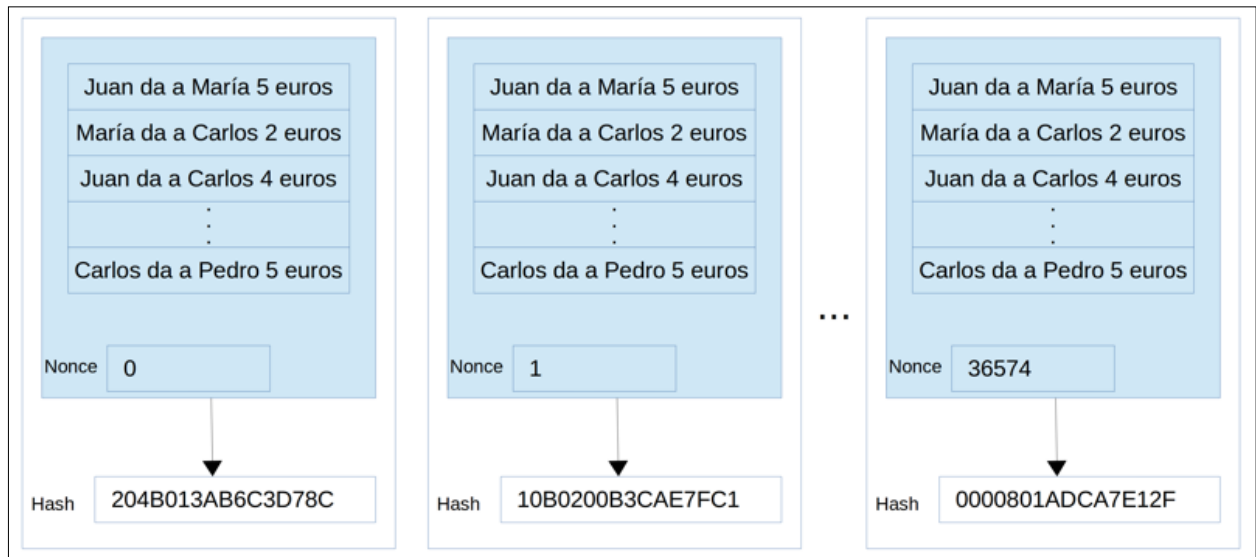 Juan da a María 5 euros
María da a Carlos 2 euros
Juan da a Carlos 4 euros
.
.
.
Carlos da a Pedro 5 euros
Nonce 0
Hash 204B013AB6C3D78C
Juan da a María 5 euros
María da a Carlos 2 euros
Juan da a Carlos 4 euros
.
.
.
Carlos da a Pedro 5 euros
Nonce 1
Hash 10B0200B3CAE7FC1
...
Juan da a María 5 euros
María da a Carlos 2 euros
Juan da a Carlos 4 euros
.
.
.
Carlos da a Pedro 5 euros
Nonce 36574
Hash 0000801ADCA7E12F